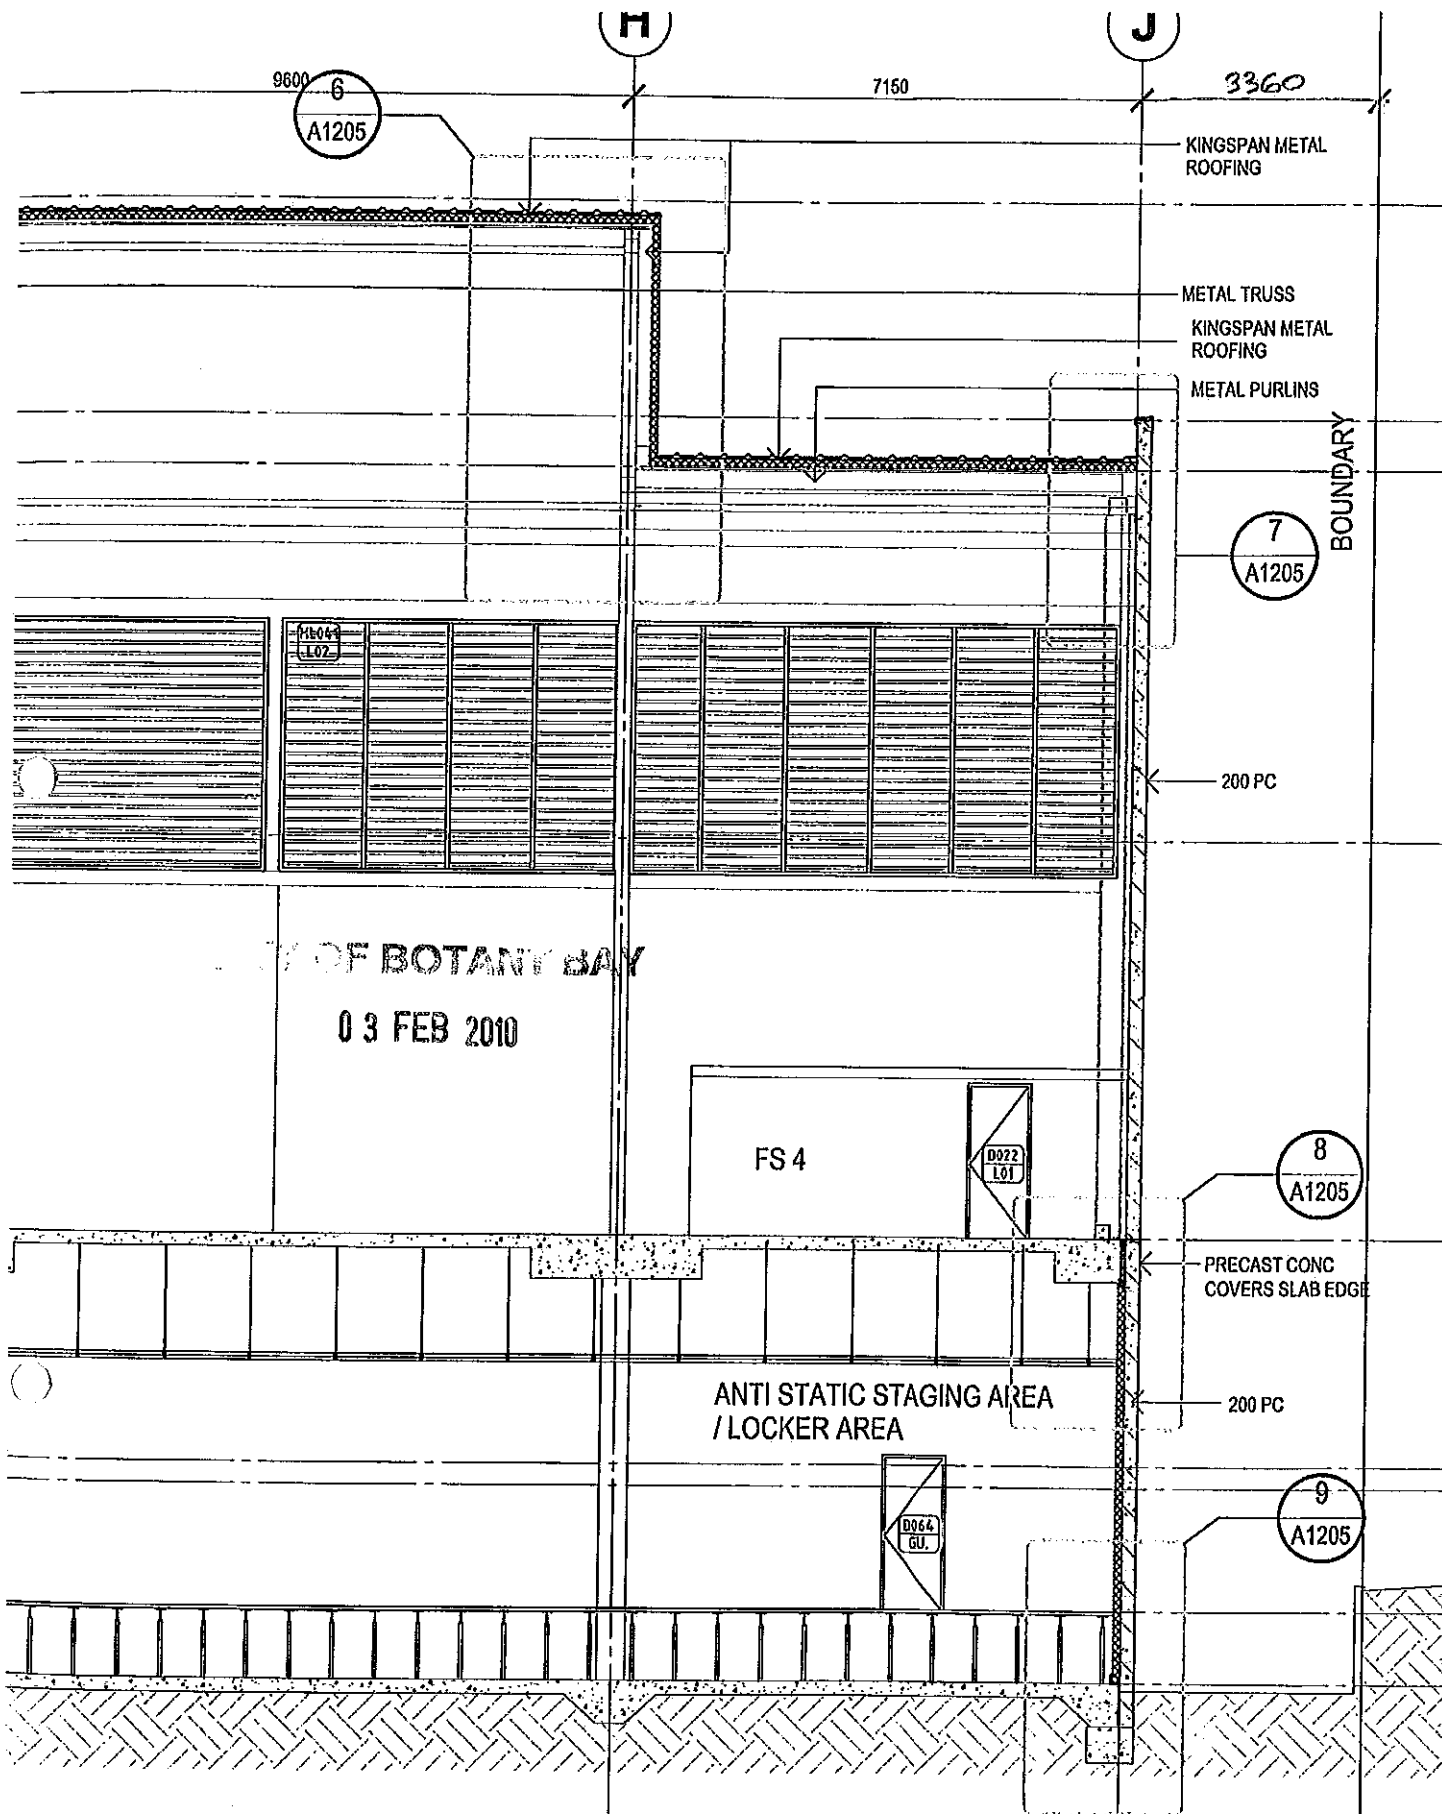 H
J
9600
7150
3360
6
A1205
KINGSPAN METAL
ROOFING
METAL TRUSS
KINGSPAN METAL
ROOFING
METAL PURLINS
BOUNDARY
7
A1205
L02
200 PC
OF BOTANY BAY
03 FEB 2010
FS 4
D022
L01
8
A1205
PRECAST CONC
COVERS SLAB EDGE
ANTI STATIC STAGING AREA
/ LOCKER AREA
200 PC
D064
GU.
9
A1205